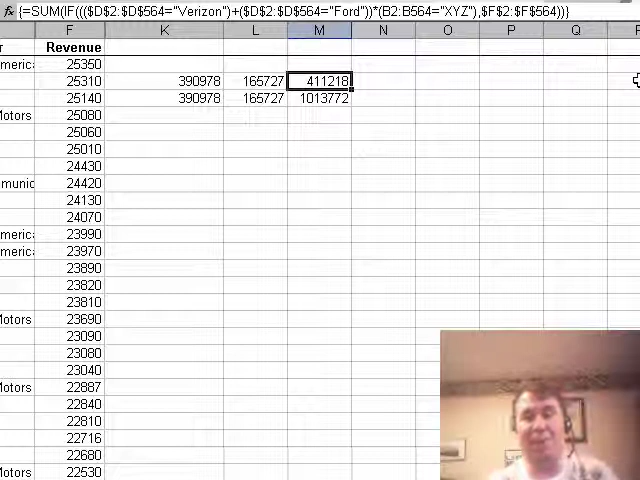 fx {=SUM(IF((($D$2:$D$564="Verizon")+($D$2:$D$564="Ford"))*(B2:B564="XYZ"),$F$2:$F$564))}
F K L M N O P Q
Revenue
25350
25310 390978 165727 411218
25140 390978 165727 1013772
Motors 25080
25060
25010
24430
24420
24130
24070
23990
23970
23890
23820
23810
Motors 23690
23090
23080
23040
Motors 22887
22840
22810
22716
22680
Motors 22530